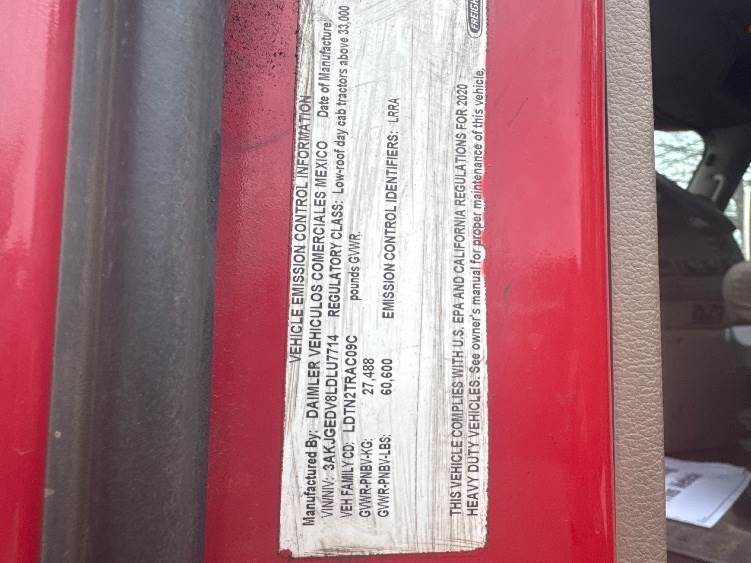 VEHICLE EMISSION CONTROL INFORMATION
Manufactured By: DAIMLER VEHICULOS COMERCIALES MEXICO Date of Manufacture:
VIN/NIV: 3AKJGEDV8LDLU7714 REGULATORY CLASS: Low-roof day cab tractors above 33,000
VEH FAMILY CD: LDTN2TRAC09C pounds GVWR.
GVWR-PNBV-KG: 27,488
GVWR-PNBV-LBS: 60,600 EMISSION CONTROL IDENTIFIERS: LRRA
THIS VEHICLE COMPLIES WITH U.S. EPA AND CALIFORNIA REGULATIONS FOR 2020
HEAVY DUTY VEHICLES. See owner's manual for proper maintenance of this vehicle.